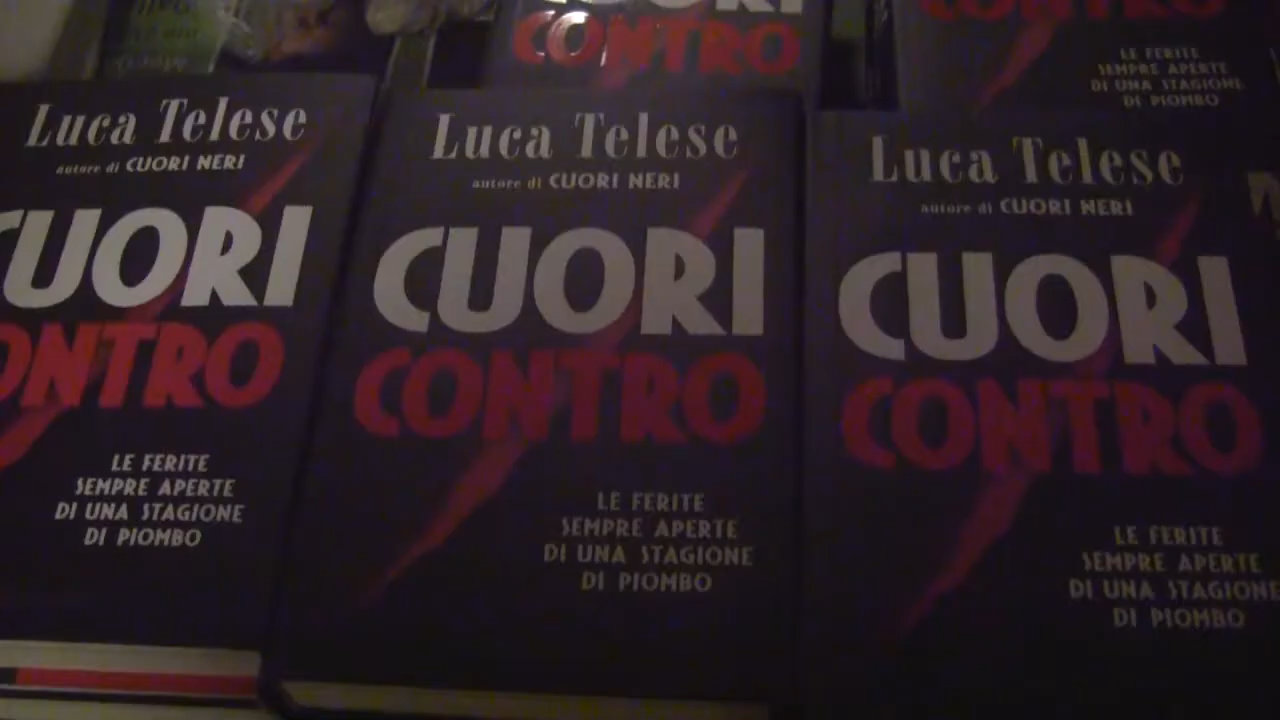 CUORI
CONTRO
CONTRO
LE FERITE
SEMPRE APERTE
DI UNA STAGIONE
DI PIOMBO
Luca Telese
autore di CUORI NERI
CUORI
CONTRO
LE FERITE
SEMPRE APERTE
DI UNA STAGIONE
DI PIOMBO
Luca Telese
autore di CUORI NERI
CUORI
CONTRO
LE FERITE
SEMPRE APERTE
DI UNA STAGIONE
DI PIOMBO
Luca Telese
autore di CUORI NERI
CUORI
CONTRO
LE FERITE
SEMPRE APERTE
DI UNA STAGIONE
DI PIOMBO